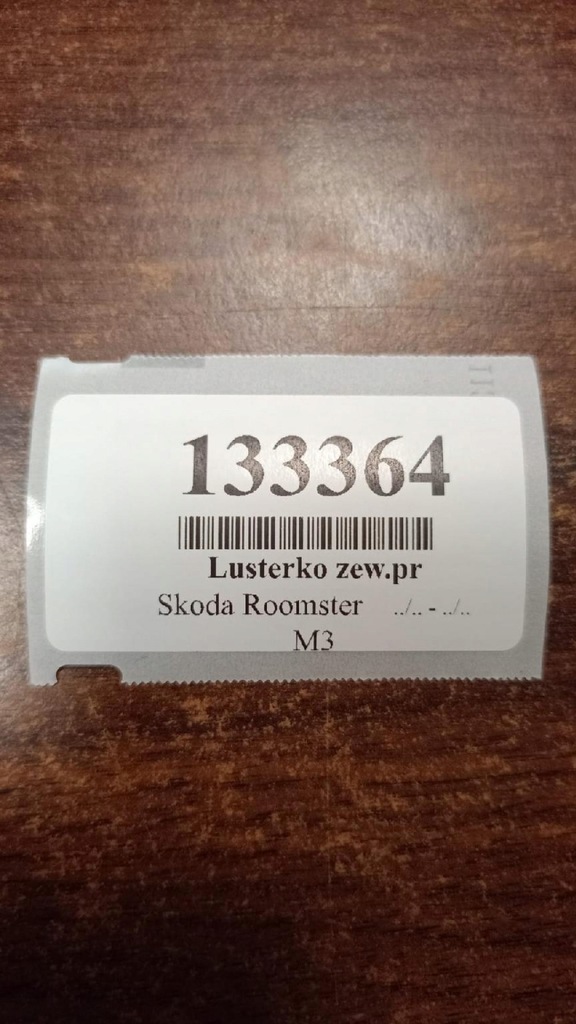 133364
Lusterko zew.pr
Skoda Roomster ../.. - ../..
M3